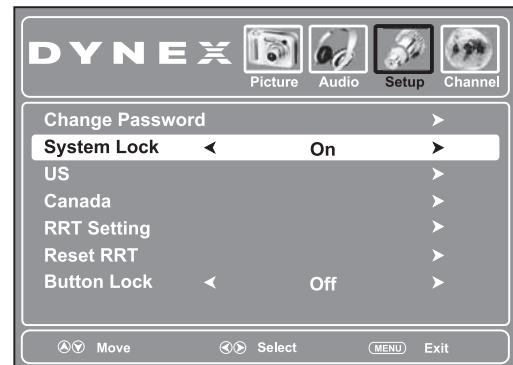 DYNEX
Picture Audio Setup Channel
Change Password
System Lock On
US
Canada
RRT Setting
Reset RRT
Button Lock Off
Move Select MENU Exit